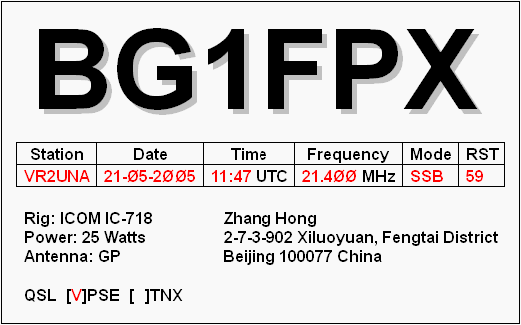 BG1FPX
Station Date Time Frequency Mode RST
VR2UNA 21-Ø5-2ØØ5 11:47 UTC 21.4ØØ MHz SSB 59
Rig: ICOM IC-718
Power: 25 Watts
Antenna: GP
Zhang Hong
2-7-3-902 Xiluoyuan, Fengtai District
Beijing 100077 China
QSL [V]PSE [ ]TNX